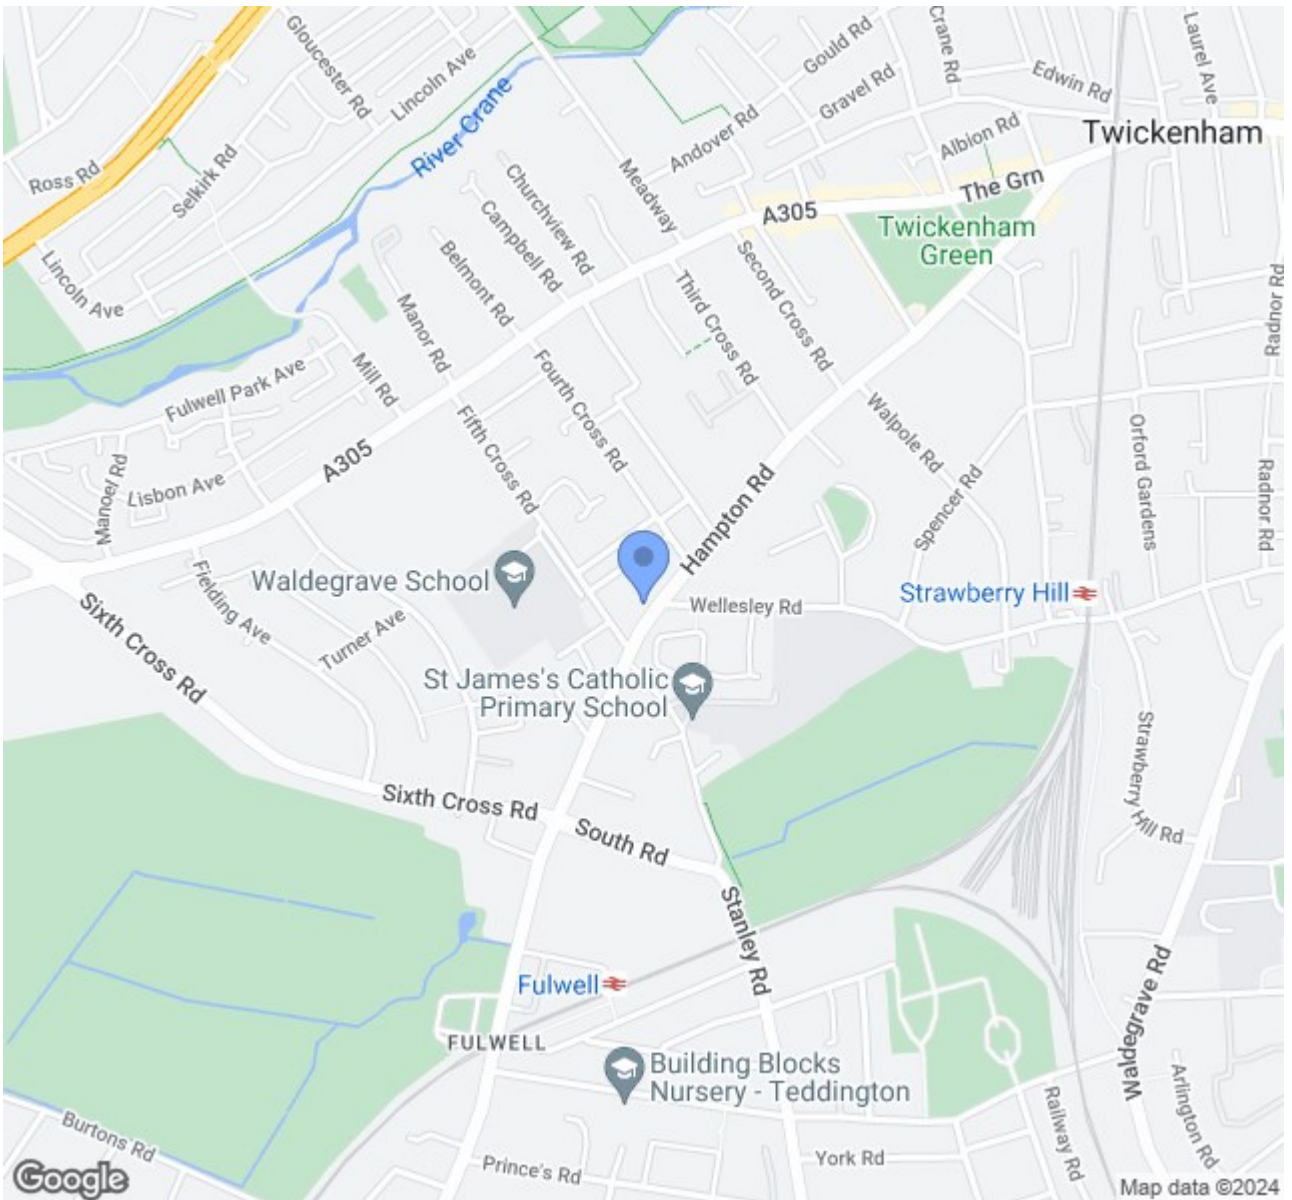 Gloucester Rd
Lincoln Ave
Gould Rd
Crane Rd
Laurel Ave
Edwin Rd
Gravel Rd
River Crane
Andover Rd
Albion Rd
Twickenham
Ross Rd
Selkirk Rd
Churchview Rd
Meadway
The Grn
A305
Campbell Rd
Twickenham
Green
Lincoln Ave
Belmont Rd
Second Cross Rd
Third Cross Rd
Radnor Rd
Manor Rd
Mill Rd
Fulwell Park Ave
Fourth Cross Rd
Fifth Cross Rd
Walpole Rd
Orford Gardens
A305
Manoel Rd
Lisbon Ave
Hampton Rd
Spencer Rd
Radnor Rd
Waldegrave School
Fielding Ave
Strawberry Hill
Wellesley Rd
Sixth Cross Rd
Turner Ave
St James's Catholic
Primary School
Strawberry Hill Rd
Sixth Cross Rd
South Rd
Stanley Rd
Fulwell
Waldegrave Rd
FULWELL
Building Blocks
Nursery - Teddington
Burtons Rd
Railway Rd
Arlington Rd
Prince's Rd
York Rd
Google
Map data ©2024